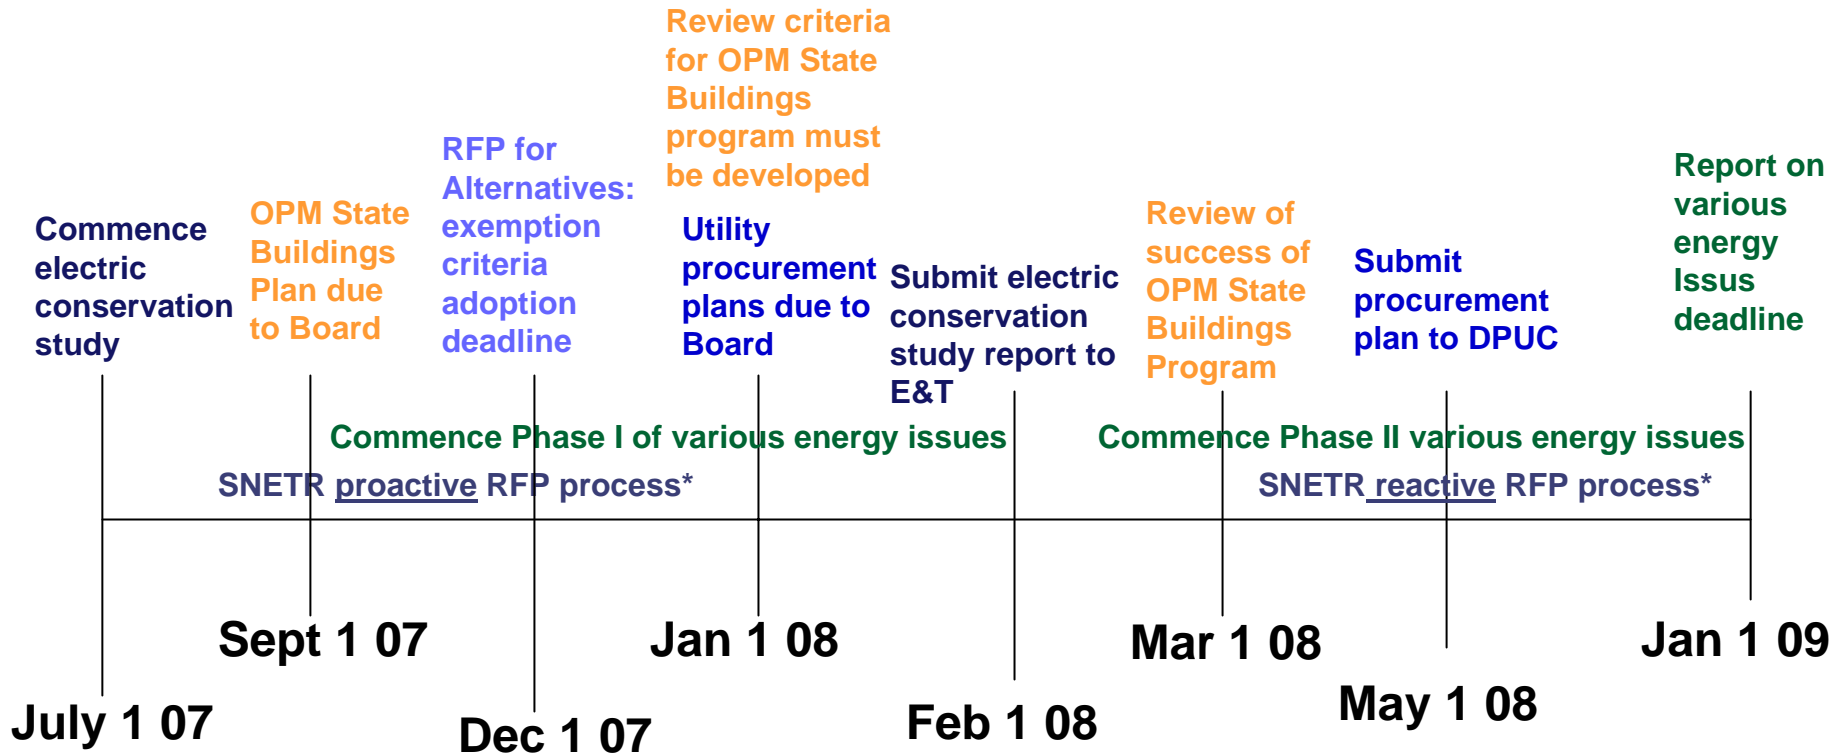 Review criteria
for OPM State
Buildings
program must
be developed
RFP for
Alternatives:
exemption
criteria
adoption
deadline
Report on
various
energy
Issus
deadline
Commence
electric
conservation
study
OPM State
Buildings
Plan due
to Board
Utility
procurement
plans due to
Board
Submit electric
conservation
study report to
E&T
Review of
success of
OPM State
Buildings
Program
Submit
procurement
plan to DPUC
Commence Phase I of various energy issues
Commence Phase II various energy issues
SNETR proactive RFP process*
SNETR reactive RFP process*
Sept 1 07
Jan 1 08
Mar 1 08
Jan 1 09
July 1 07
Dec 1 07
Feb 1 08
May 1 08